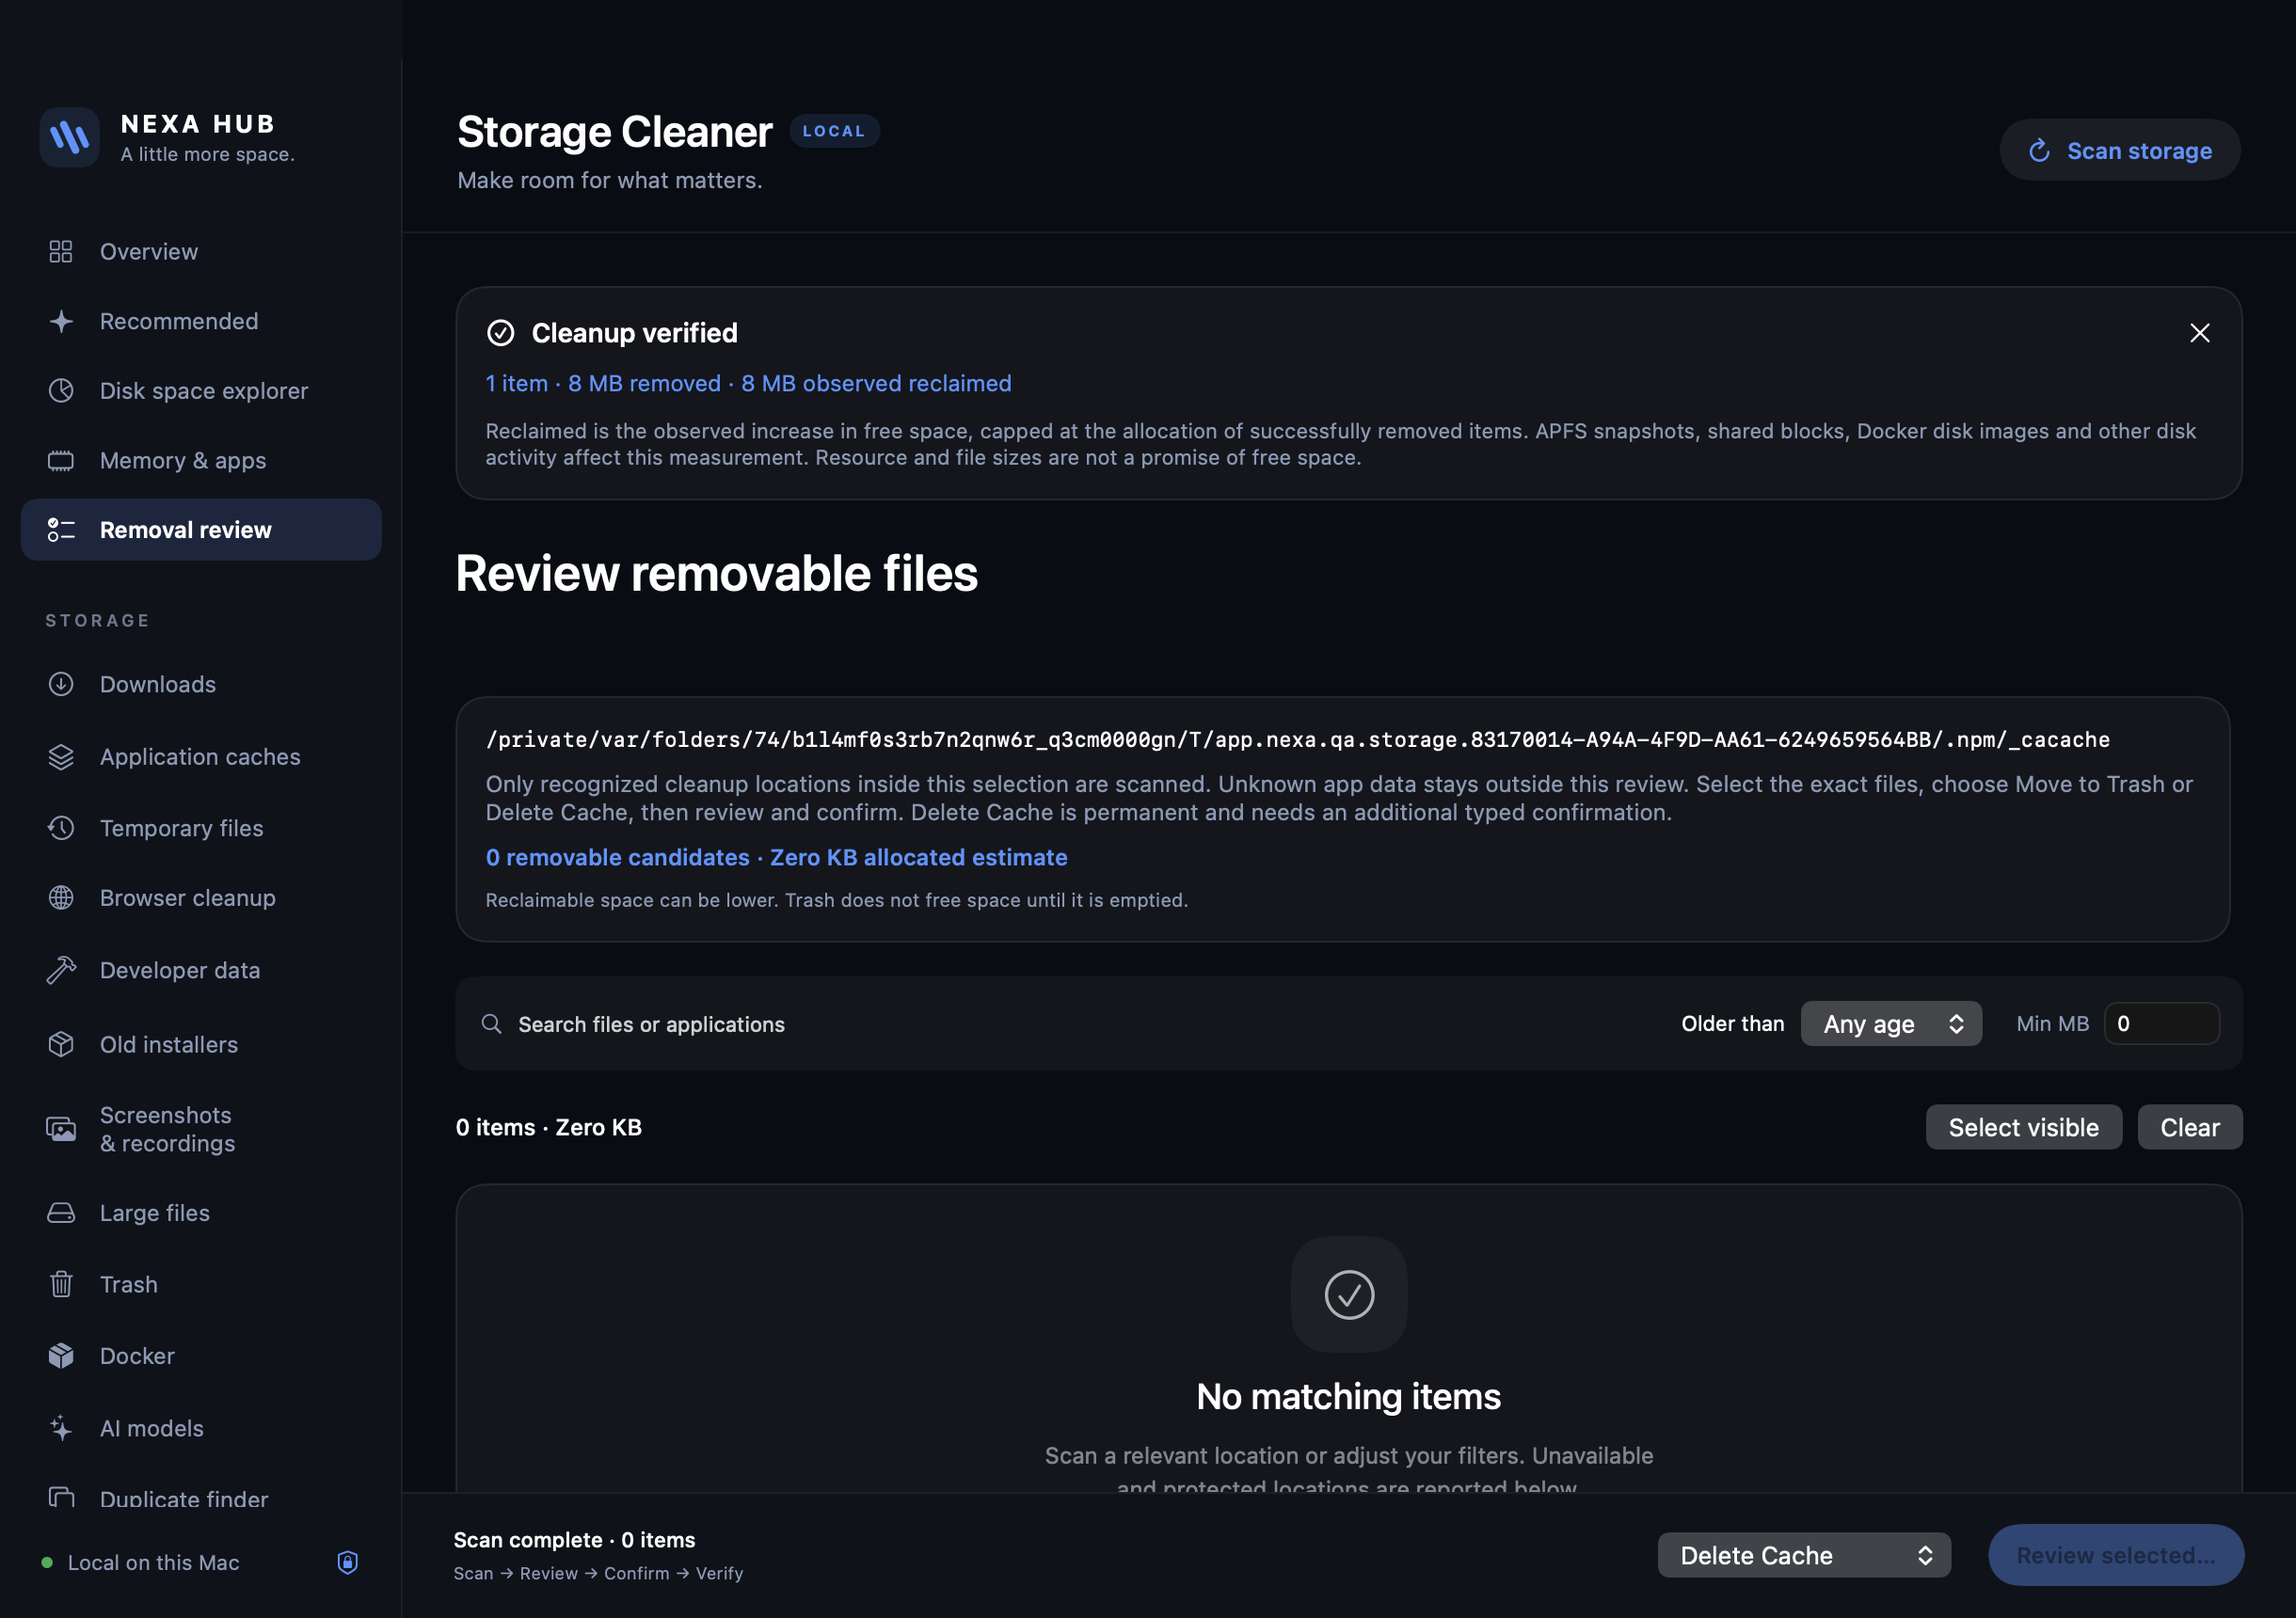 NEXA HUB
A little more space.
Overview
Recommended
Disk space explorer
Memory & apps
Removal review
STORAGE
Downloads
Application caches
Temporary files
Browser cleanup
Developer data
Old installers
Screenshots
& recordings
Large files
Trash
Docker
AI models
Duplicate finder
Local on this Mac
Storage Cleaner
LOCAL
Make room for what matters.
Scan storage
Cleanup verified
1 item · 8 MB removed · 8 MB observed reclaimed
Reclaimed is the observed increase in free space, capped at the allocation of successfully removed items. APFS snapshots, shared blocks, Docker disk images and other disk
activity affect this measurement. Resource and file sizes are not a promise of free space.
Review removable files
/private/var/folders/74/b1l4mf0s3rb7n2qnw6r_q3cm0000gn/T/app.nexa.qa.storage.83170014-A94A-4F9D-AA61-6249659564BB/.npm/_cacache
Only recognized cleanup locations inside this selection are scanned. Unknown app data stays outside this review. Select the exact files, choose Move to Trash or
Delete Cache, then review and confirm. Delete Cache is permanent and needs an additional typed confirmation.
0 removable candidates · Zero KB allocated estimate
Reclaimable space can be lower. Trash does not free space until it is emptied.
Search files or applications
Older than
Any age
Min MB
0
0 items · Zero KB
Select visible
Clear
No matching items
Scan a relevant location or adjust your filters. Unavailable
and protected locations are reported below.
Scan complete · 0 items
Scan → Review → Confirm → Verify
Delete Cache
Review selected...